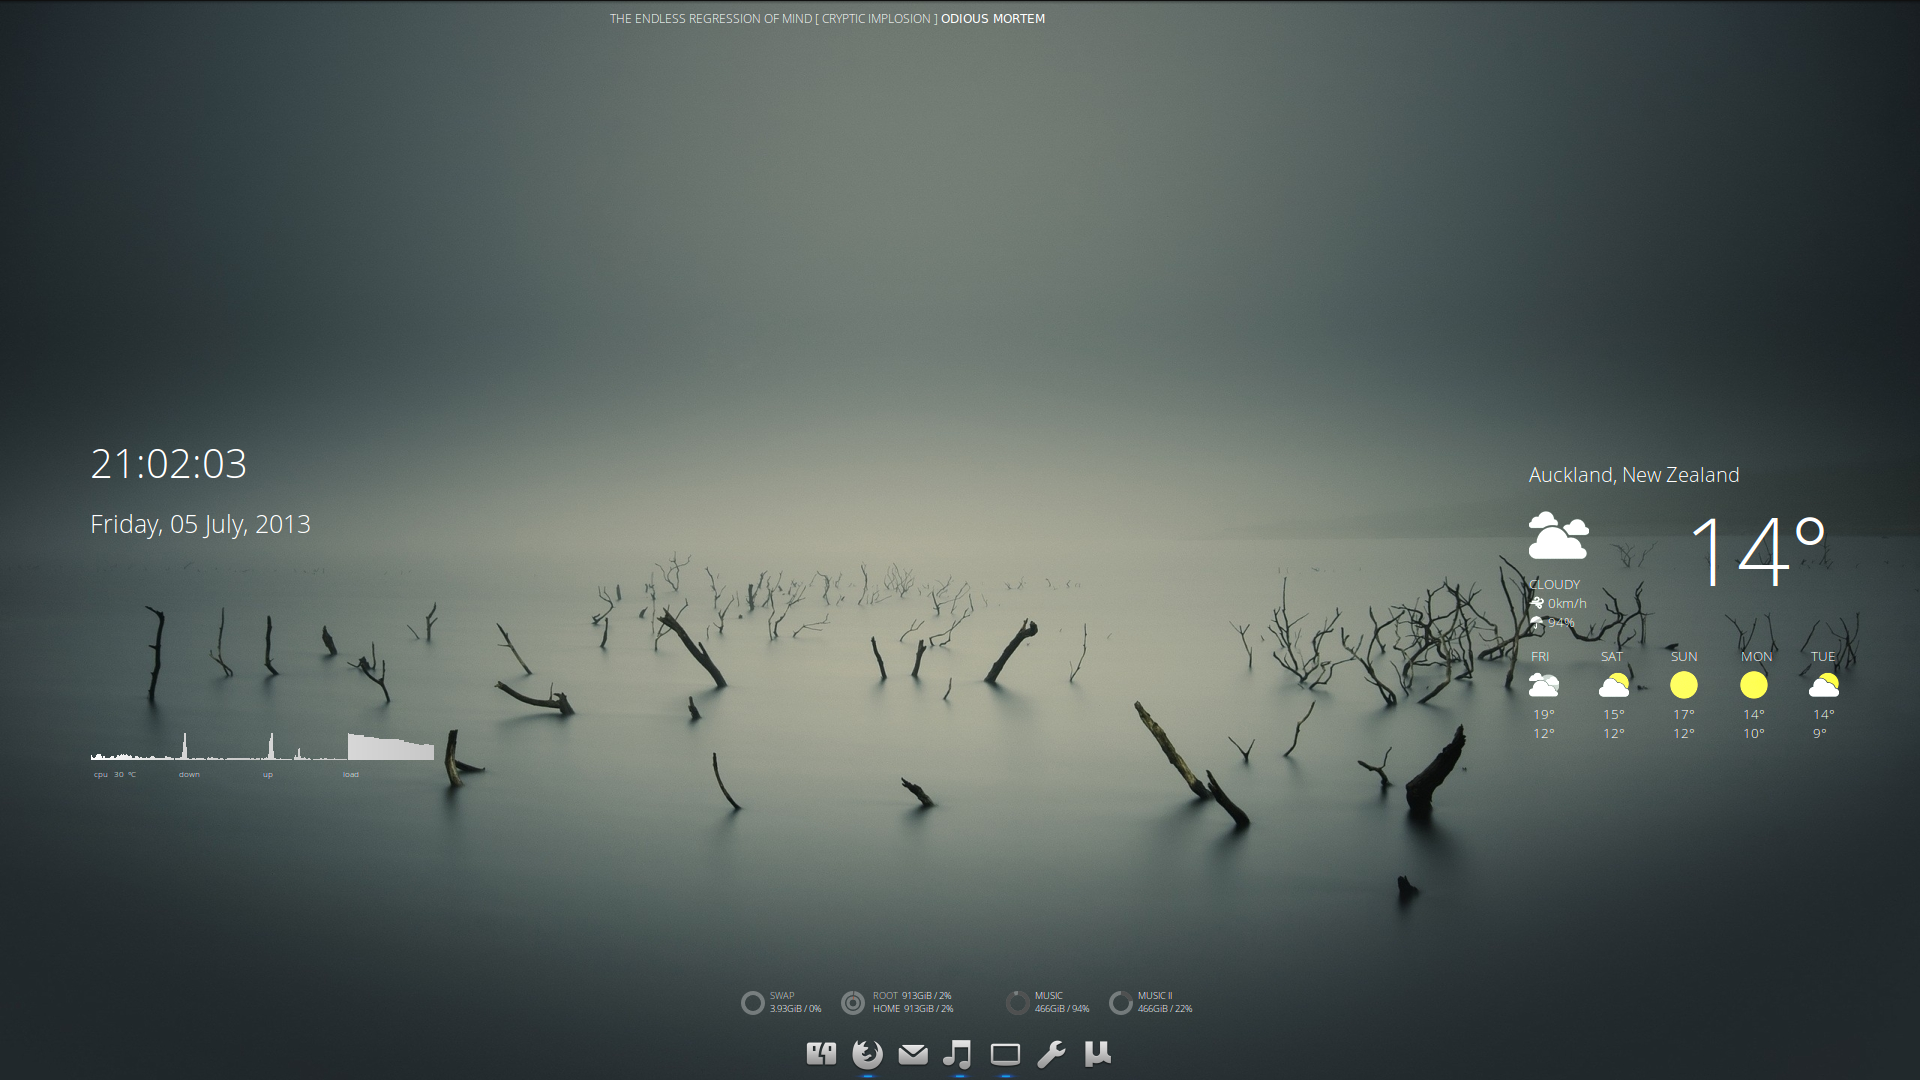 THE ENDLESS REGRESSION OF MIND [ CRYPTIC IMPLOSION ] ODIOUS MORTEM
21:02:03
Friday, 05 July, 2013
cpu 30 °C down up load
Auckland, New Zealand
14°
CLOUDY
0km/h
94%
FRI SAT SUN MON TUE
19° 15° 17° 14° 14°
12° 12° 12° 10° 9°
SWAP ROOT 913GiB / 2% MUSIC MUSIC II
3.93GiB / 0% HOME 913GiB / 2% 466GiB / 94% 466GiB / 22%